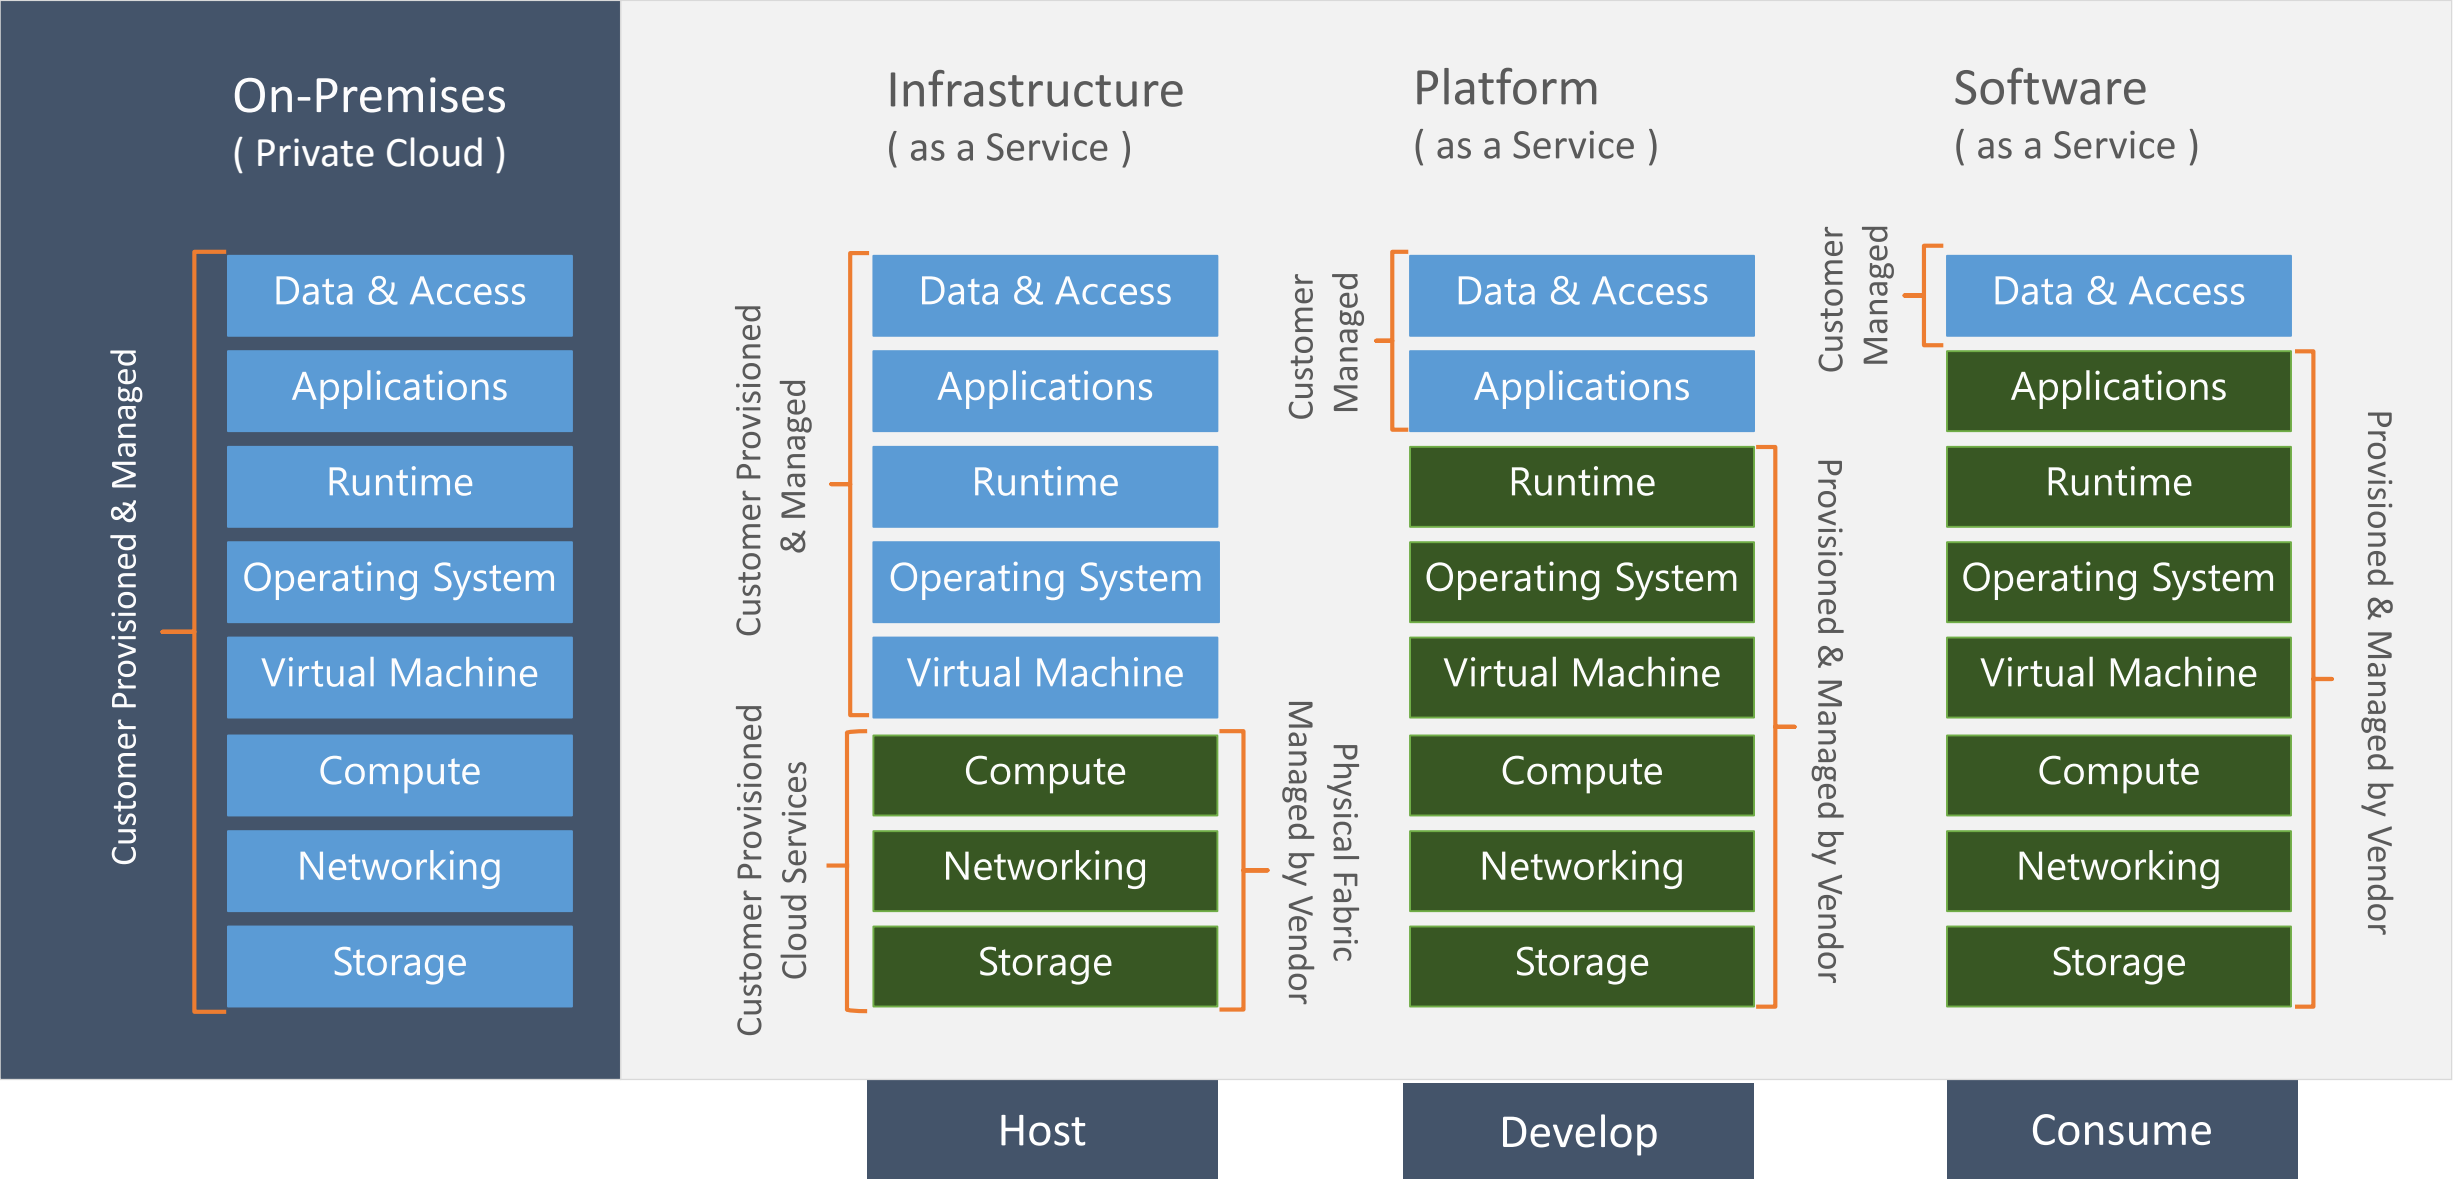 On-Premises
( Private Cloud )
Customer Provisioned & Managed
Data & Access
Applications
Runtime
Operating System
Virtual Machine
Compute
Networking
Storage
Infrastructure
( as a Service )
Customer Provisioned
& Managed
Customer Provisioned
Cloud Services
Data & Access
Applications
Runtime
Operating System
Virtual Machine
Compute
Networking
Storage
Physical Fabric
Managed by Vendor
Host
Platform
( as a Service )
Customer
Managed
Data & Access
Applications
Runtime
Operating System
Virtual Machine
Compute
Networking
Storage
Provisioned & Managed by Vendor
Develop
Software
( as a Service )
Customer
Managed
Data & Access
Applications
Runtime
Operating System
Virtual Machine
Compute
Networking
Storage
Provisioned & Managed by Vendor
Consume